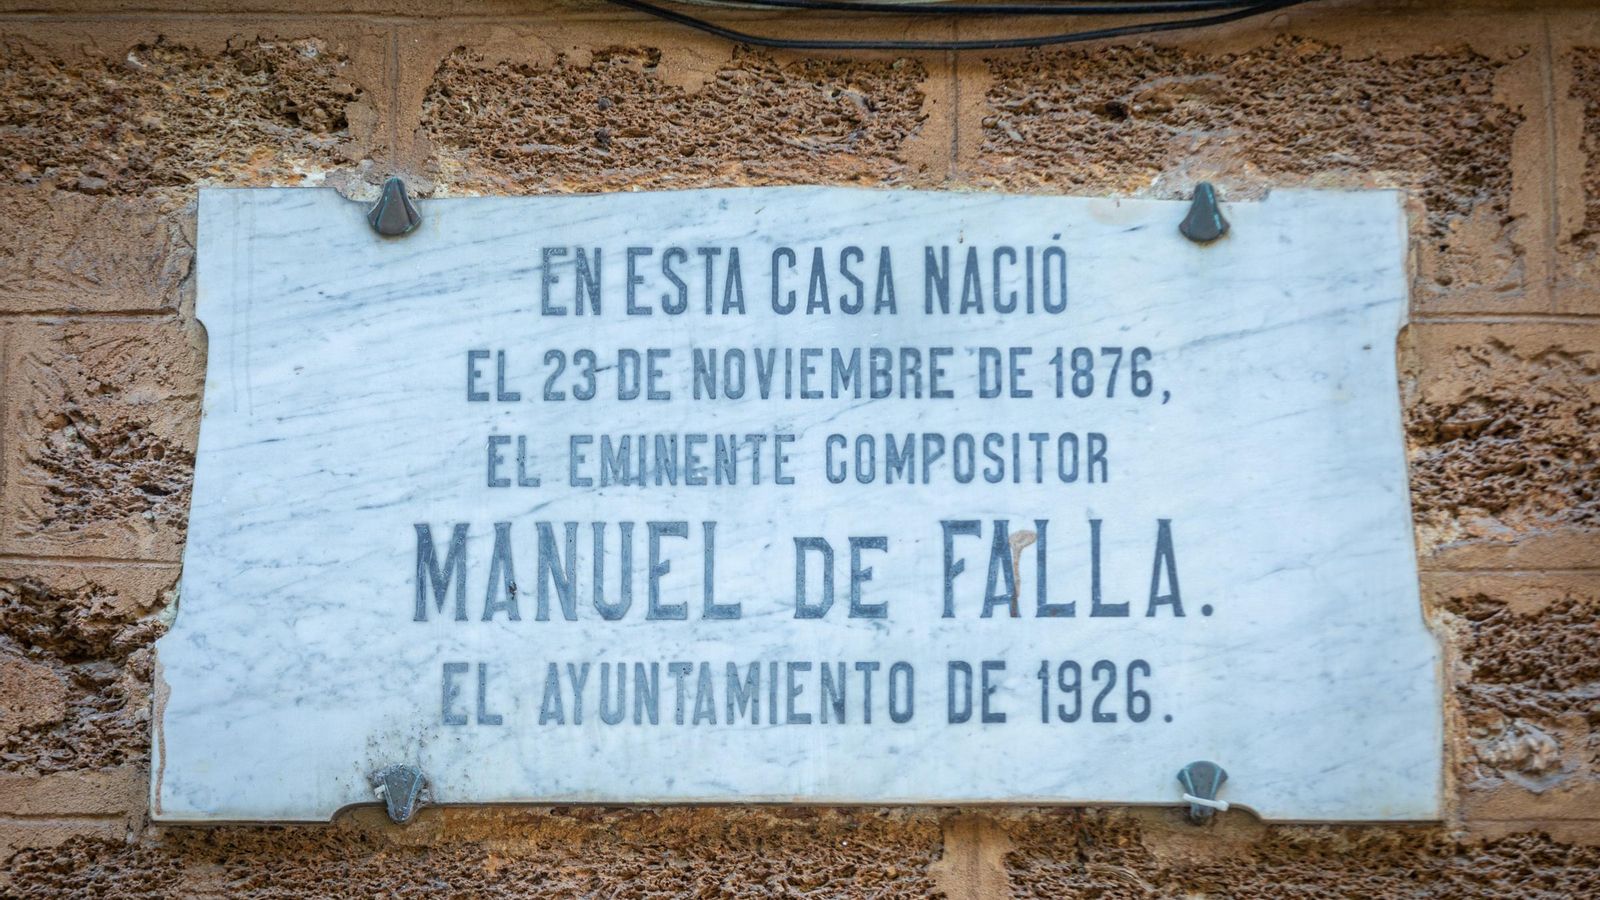 EN ESTA CASA NACIÓ
EL 23 DE NOVIEMBRE DE 1876,
EL EMINENTE COMPOSITOR
MANUEL DE FALLA.
EL AYUNTAMIENTO DE 1926.